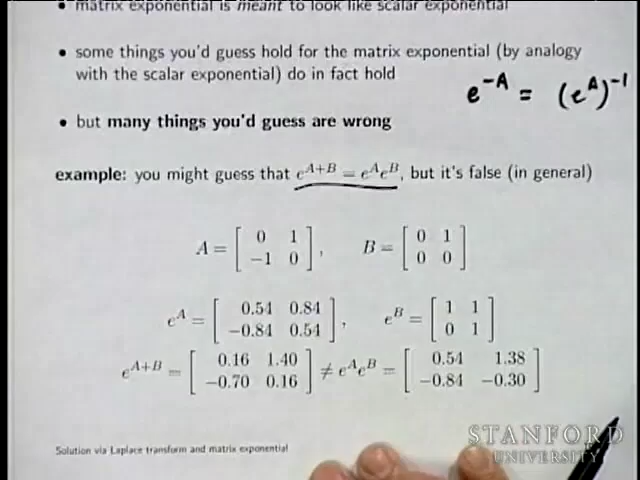 • matrix exponential is meant to look like scalar exponential
• some things you'd guess hold for the matrix exponential (by analogy
with the scalar exponential) do in fact hold
e^{-A} = (e^A)^{-1}
• but many things you'd guess are wrong
example: you might guess that e^{A+B} = e^A e^B, but it's false (in general)
A = [ 0 1 ; −1 0 ], B = [ 0 1 ; 0 0 ]
e^A = [ 0.54 0.84 ; −0.84 0.54 ], e^B = [ 1 1 ; 0 1 ]
e^{A+B} = [ 0.16 1.40 ; −0.70 0.16 ] ≠ e^A e^B = [ 0.54 1.38 ; −0.84 −0.30 ]
Solution via Laplace transform and matrix exponential
STANFORD
UNIVERSITY